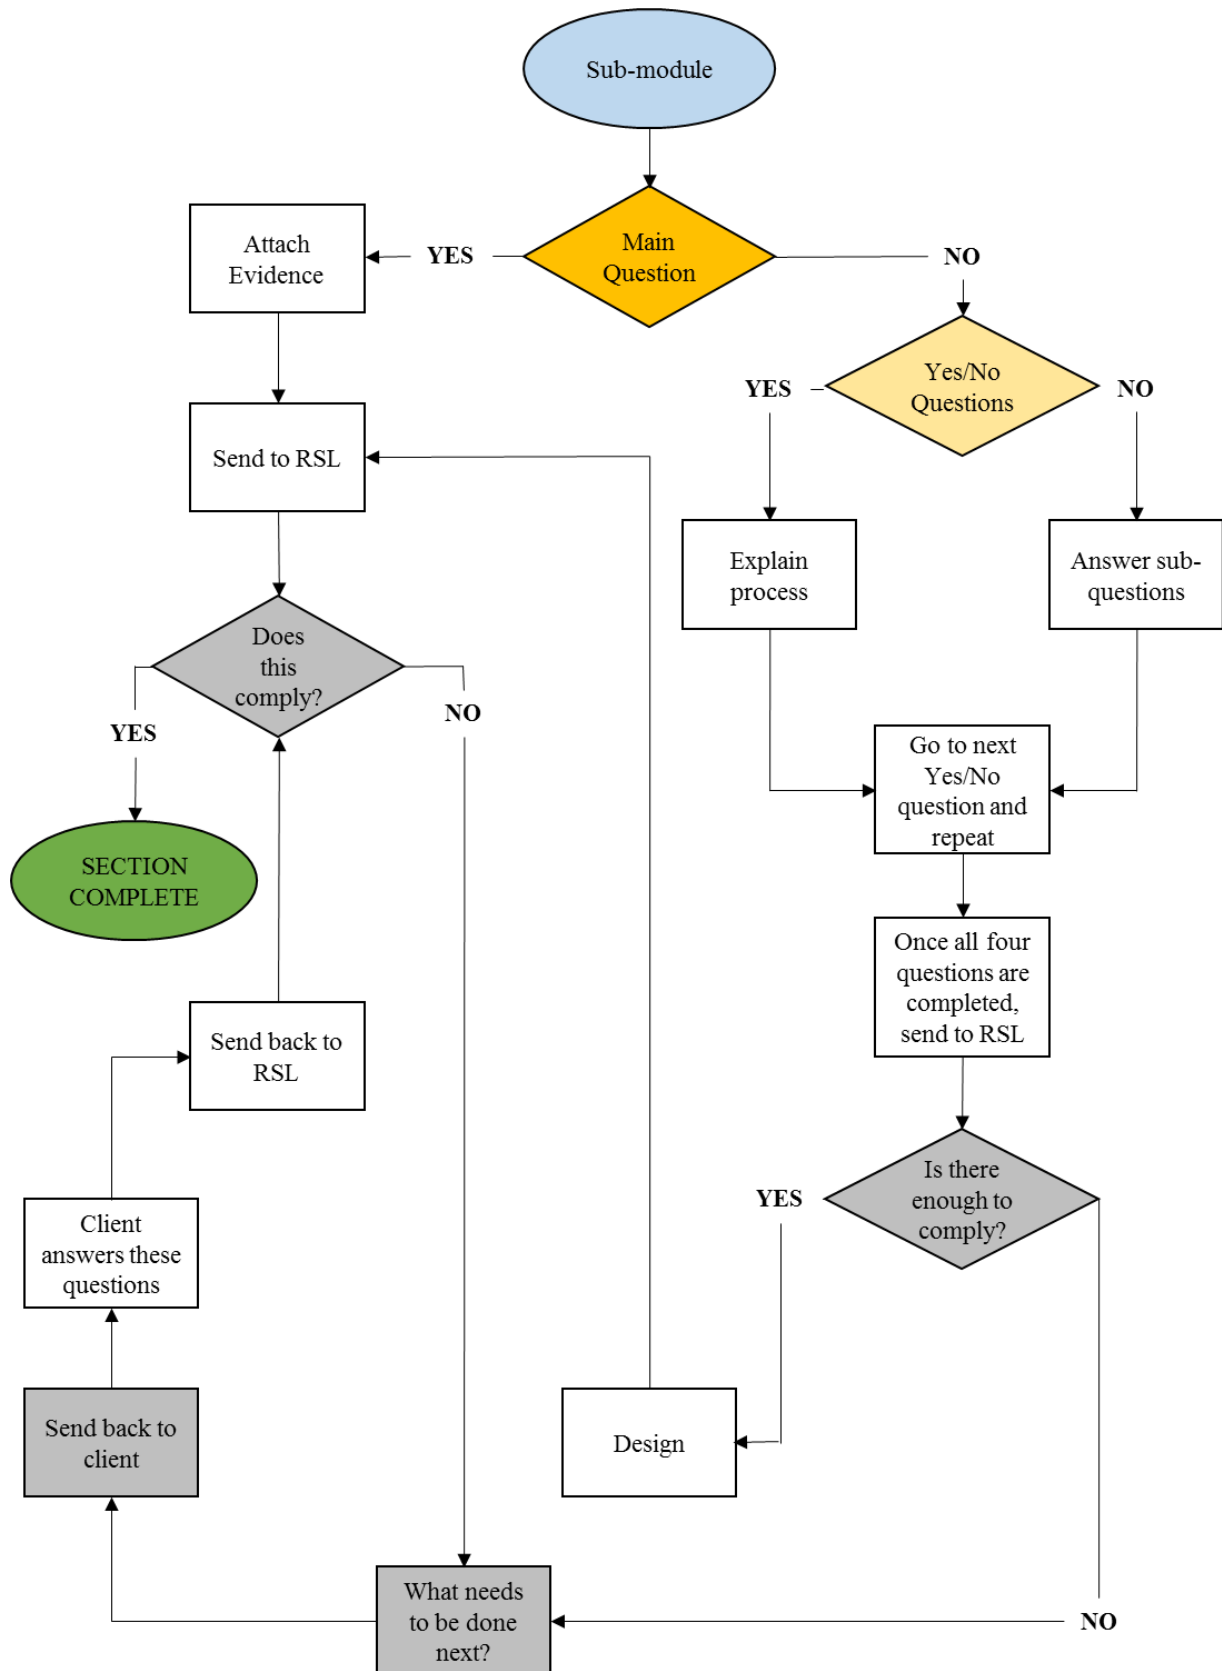 Sub-module
Main
Question
YES
NO
Attach
Evidence
Yes/No
Questions
YES
NO
Send to RSL
Explain
process
Answer sub-
questions
Does
this
comply?
YES
NO
Go to next
Yes/No
question and
repeat
SECTION
COMPLETE
Once all four
questions are
completed,
send to RSL
Send back to
RSL
Is there
enough to
comply?
YES
NO
Client
answers these
questions
Send back to
client
Design
What needs
to be done
next?